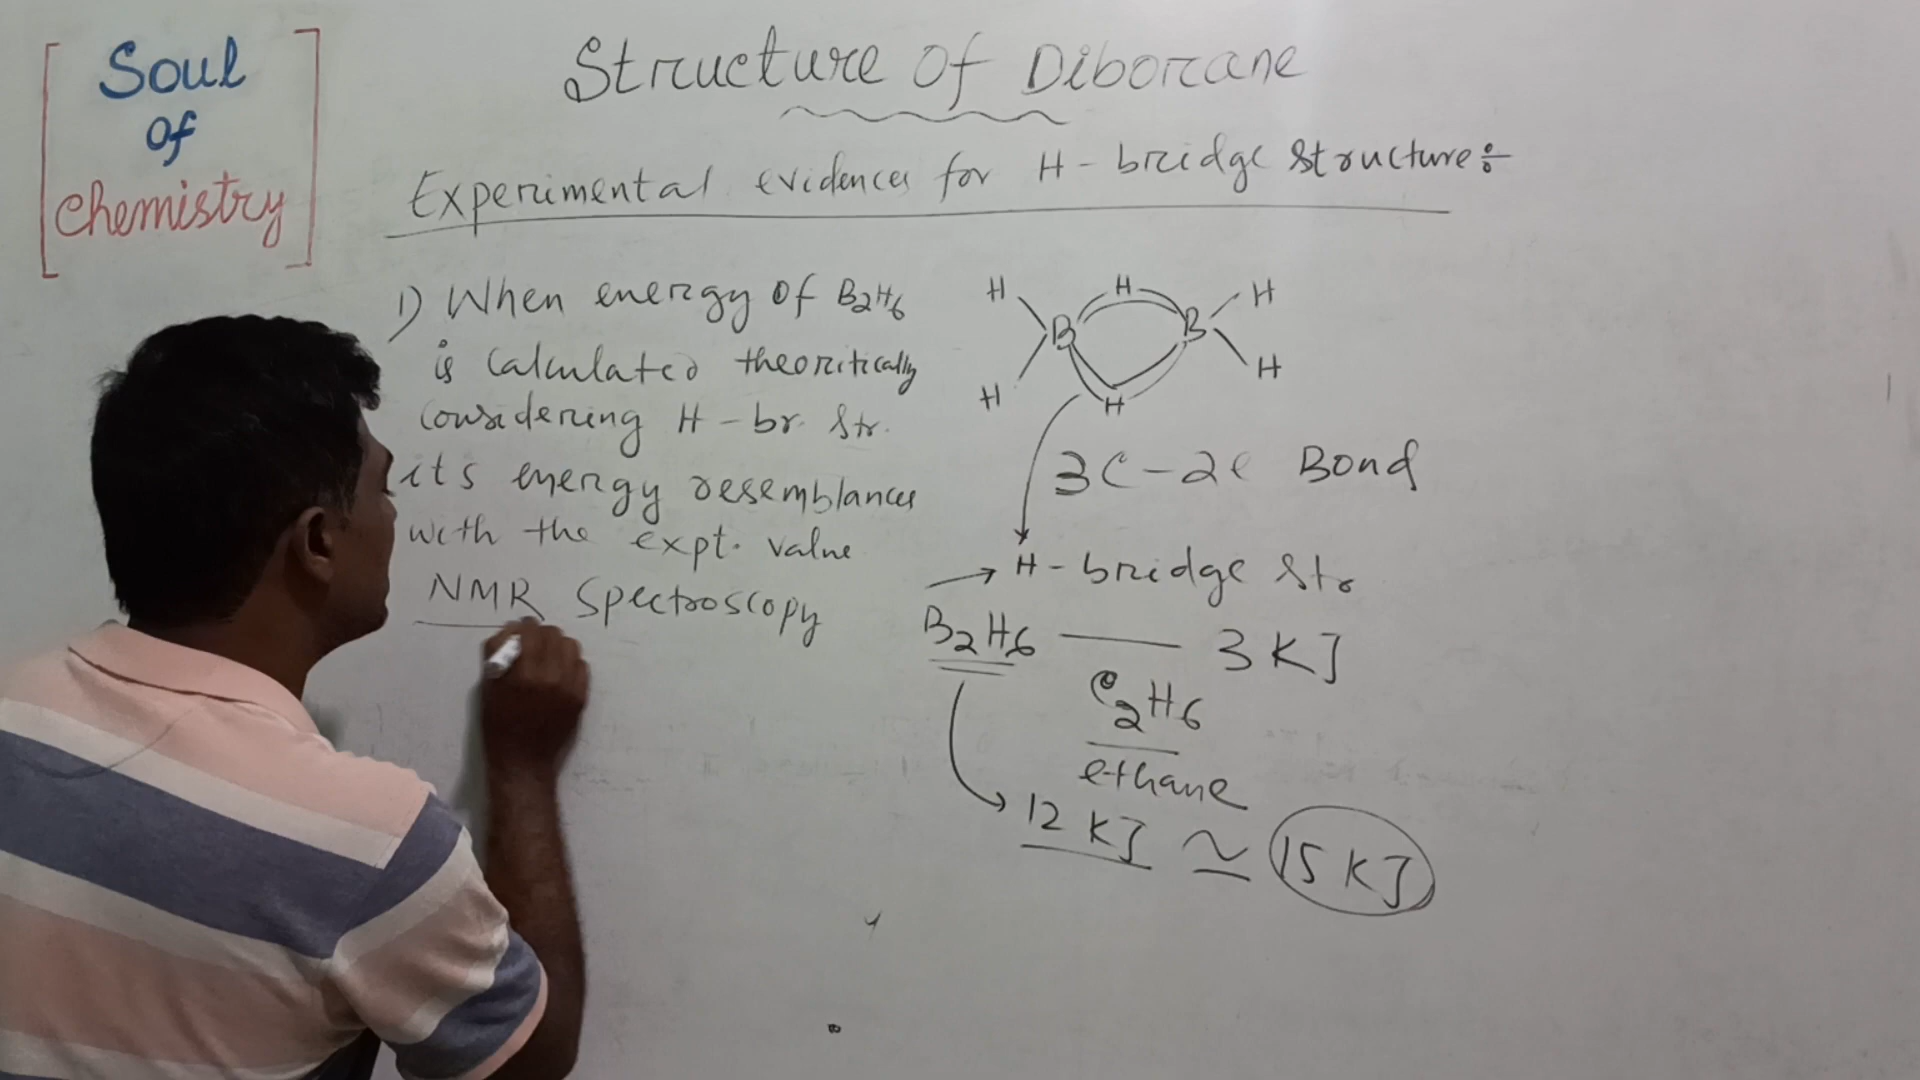 Soul
of
Chemistry
Structure of Diborane
Experimental evidences for H-bridge structure÷
1) When energy of B2H6
is calculated theoritically
considering H-br. Str.
its energy resemblances
with the expt. value
NMR Spectroscopy
H H H
B B
H H H
3C-2e Bond
→ H-bridge Str
B2H6 — 3 KJ
C2H6
ethane
12 KJ ≃ 15 KJ